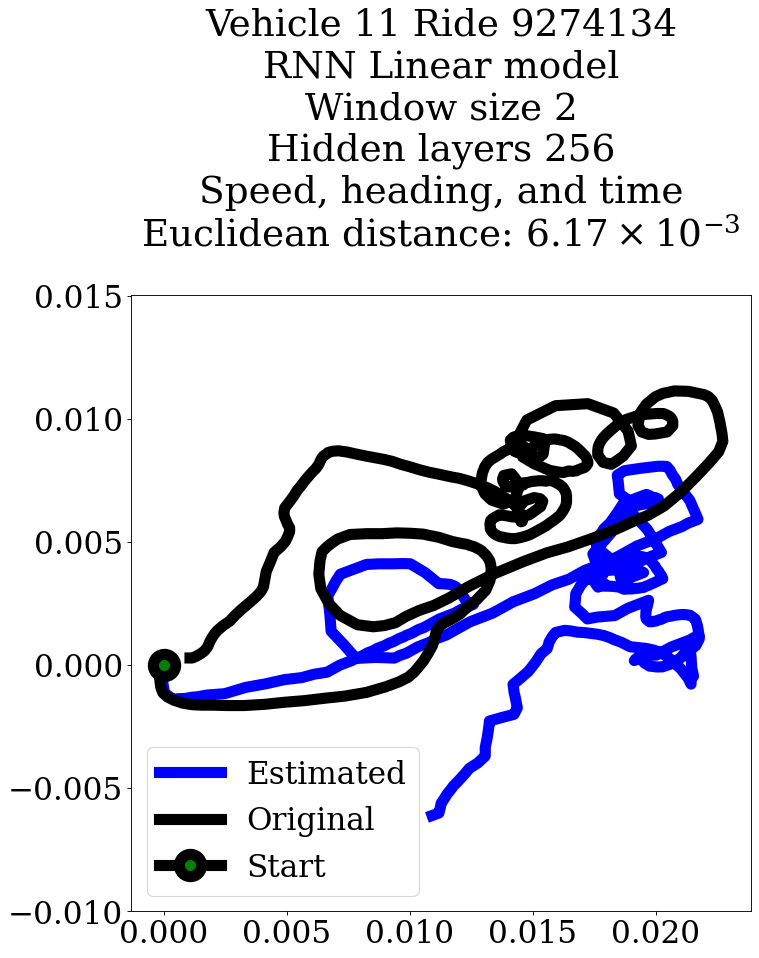 Vehicle 11 Ride 9274134
RNN Linear model
Window size 2
Hidden layers 256
Speed, heading, and time
Euclidean distance: 6.17 × 10⁻³
0.015
0.010
0.005
0.000
−0.005
−0.010
Estimated
Original
Start
0.000 0.005 0.010 0.015 0.020